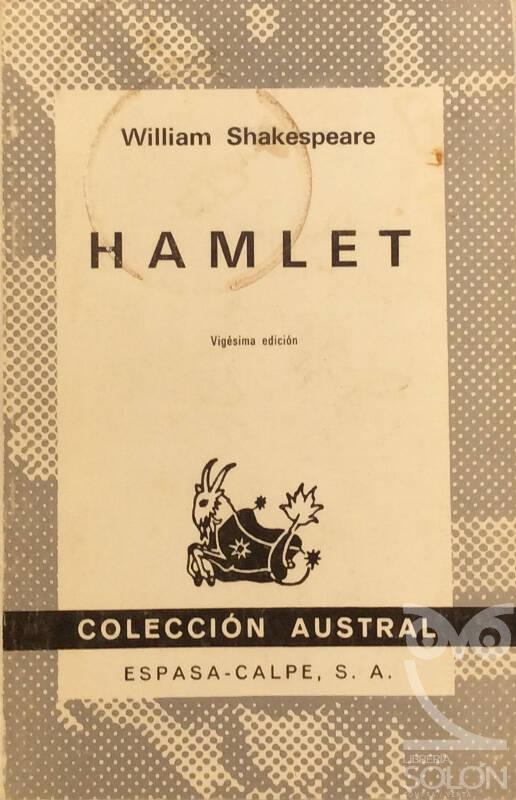 William Shakespeare
HAMLET
Vigésima edición
COLECCIÓN AUSTRAL
ESPASA-CALPE, S. A.
LIBRERÍA
SOLÓN